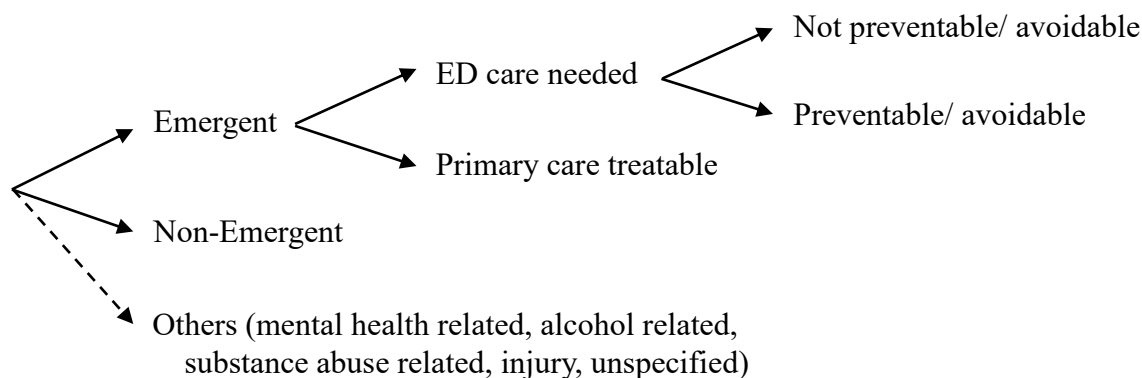 Not preventable/ avoidable
ED care needed
Emergent
Preventable/ avoidable
Primary care treatable
Non-Emergent
Others (mental health related, alcohol related,
substance abuse related, injury, unspecified)